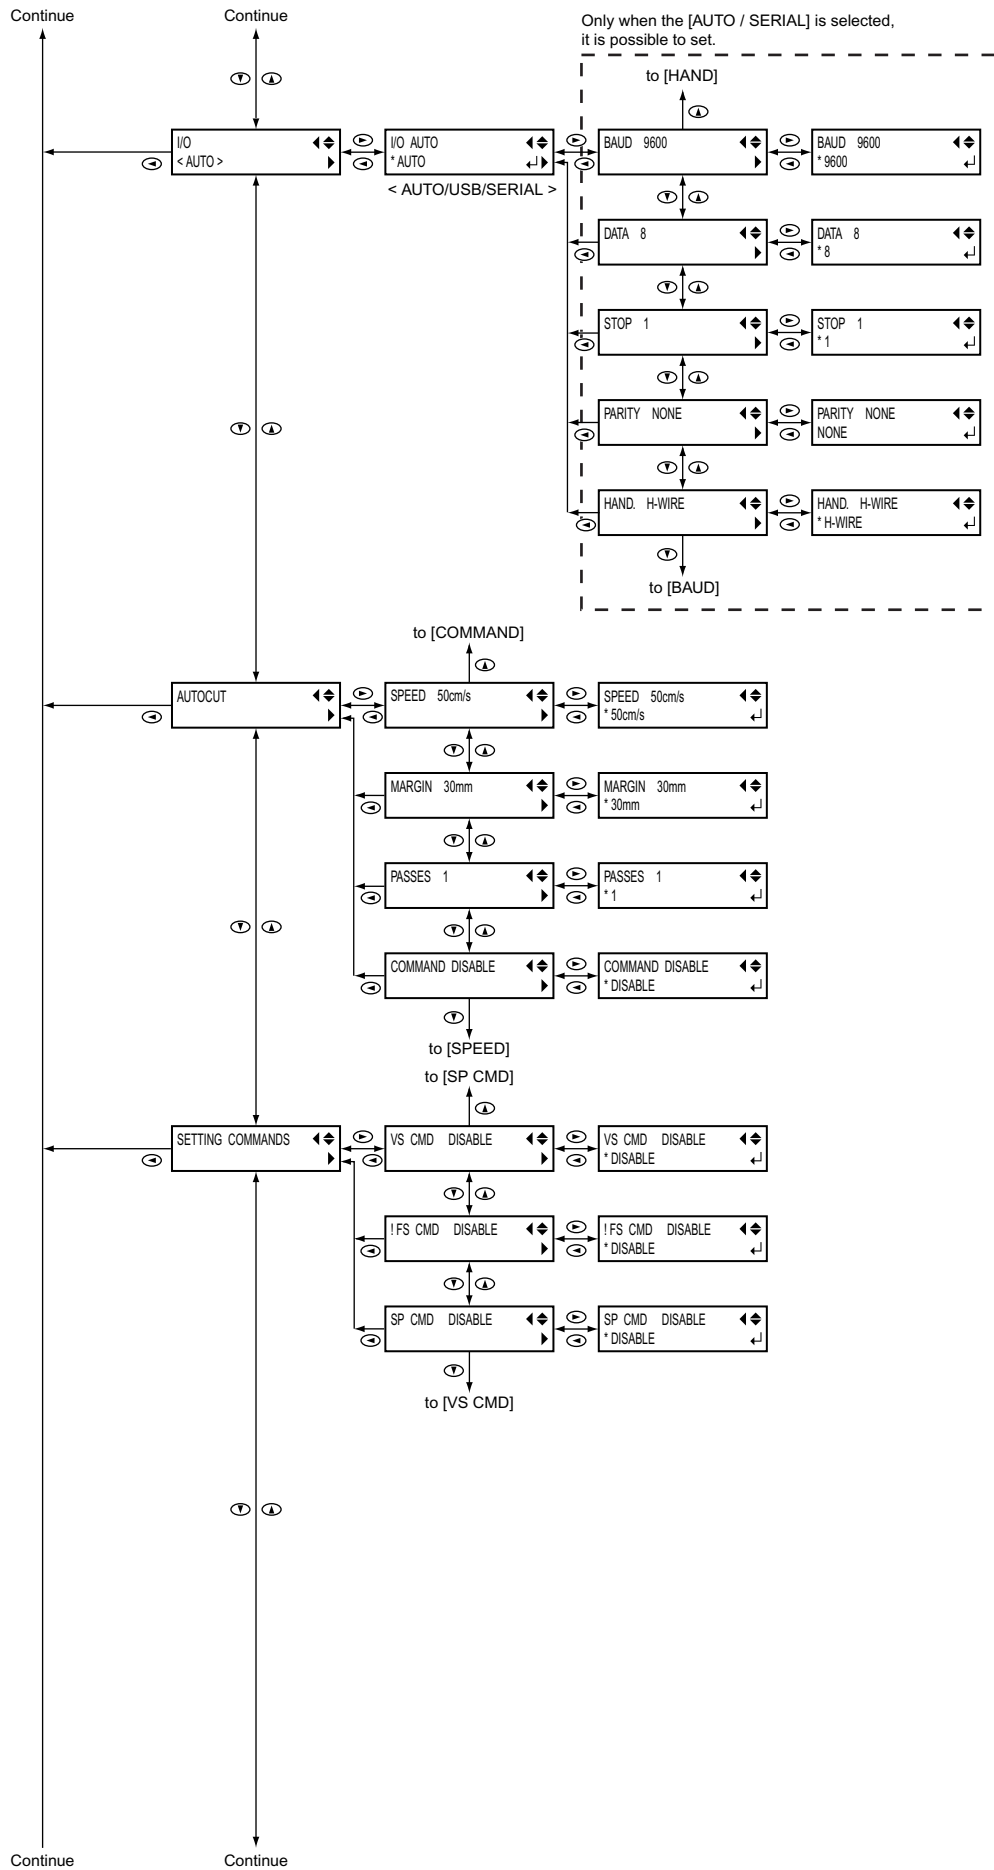 Continue
Continue
Only when the [AUTO / SERIAL] is selected,
it is possible to set.
to [HAND]
I/O
< AUTO >
I/O AUTO
* AUTO
< AUTO/USB/SERIAL >
BAUD 9600
BAUD 9600
* 9600
DATA 8
DATA 8
* 8
STOP 1
STOP 1
* 1
PARITY NONE
PARITY NONE
NONE
HAND. H-WIRE
HAND. H-WIRE
* H-WIRE
to [BAUD]
to [COMMAND]
AUTOCUT
SPEED 50cm/s
SPEED 50cm/s
* 50cm/s
MARGIN 30mm
MARGIN 30mm
* 30mm
PASSES 1
PASSES 1
* 1
COMMAND DISABLE
COMMAND DISABLE
* DISABLE
to [SPEED]
to [SP CMD]
SETTING COMMANDS
VS CMD DISABLE
VS CMD DISABLE
* DISABLE
! FS CMD DISABLE
! FS CMD DISABLE
* DISABLE
SP CMD DISABLE
SP CMD DISABLE
* DISABLE
to [VS CMD]
Continue
Continue